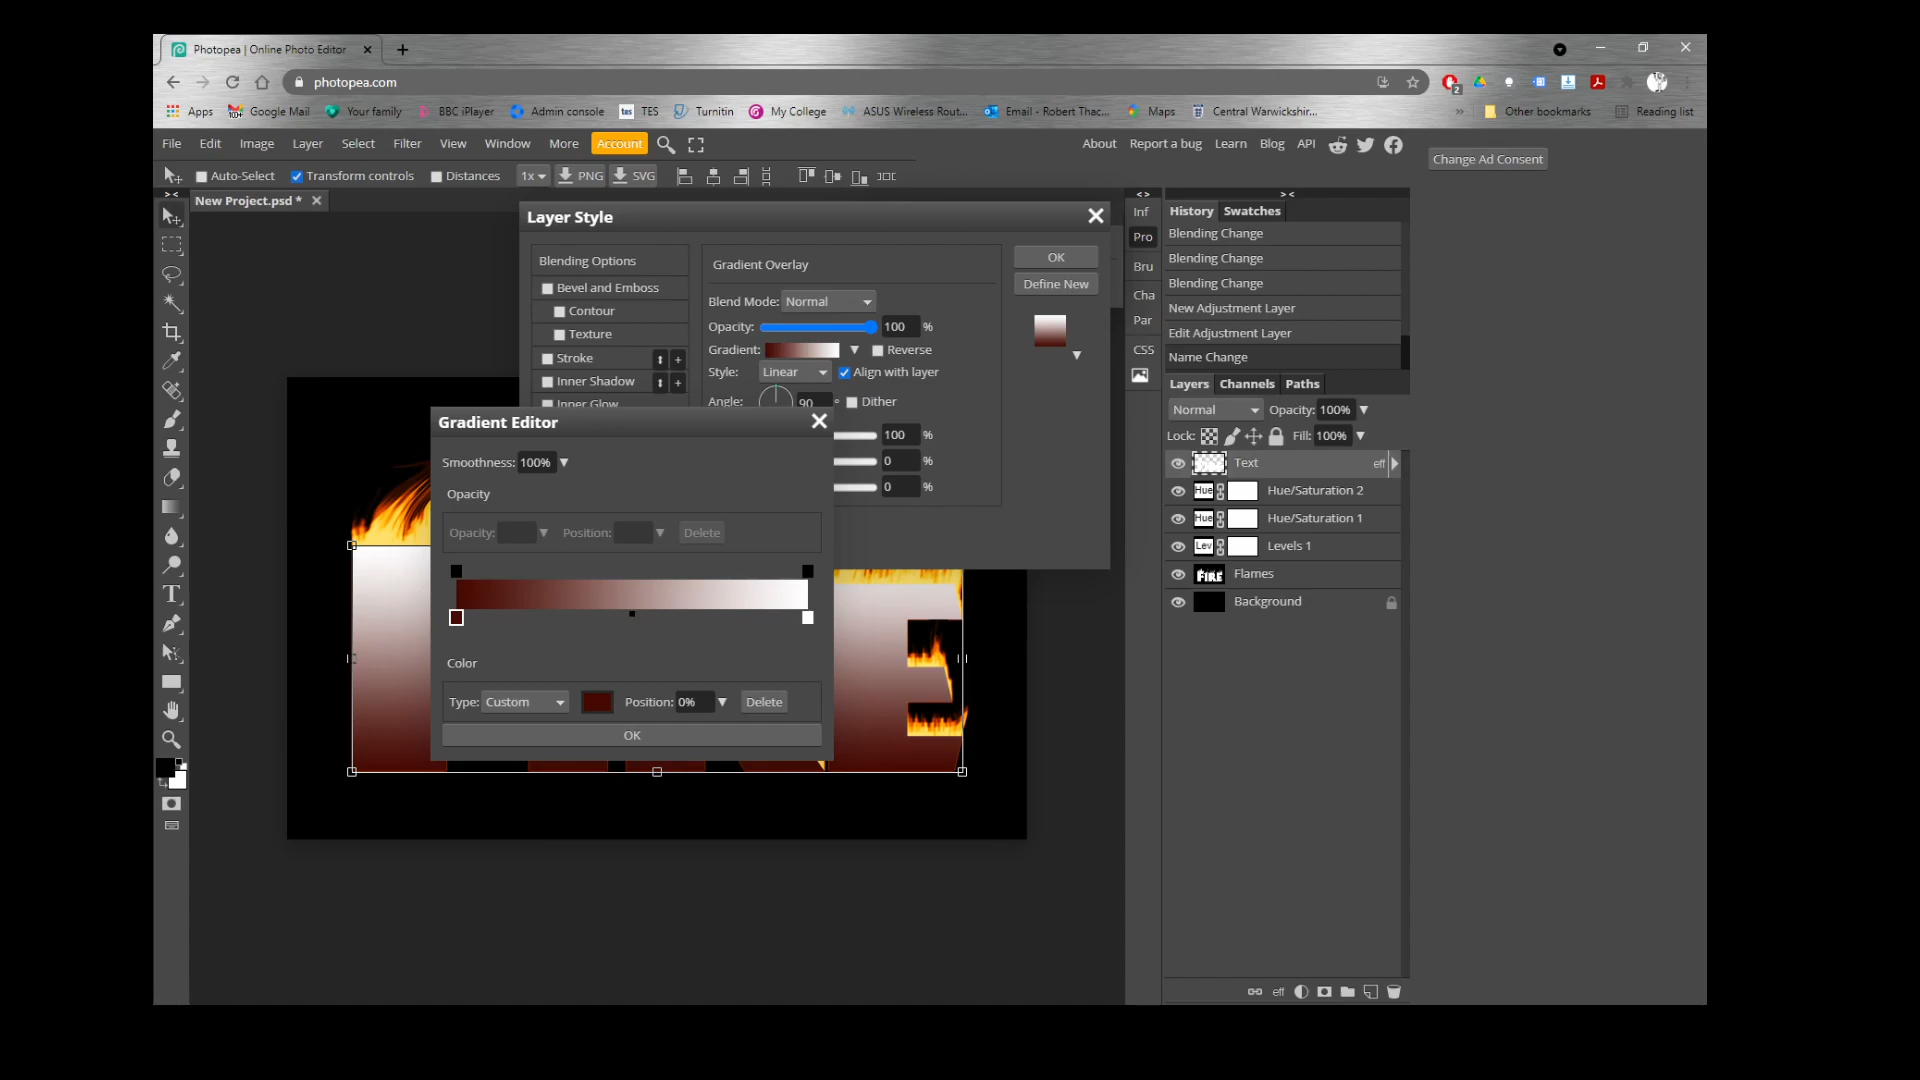 Photopea | Online Photo Editor
photopea.com
2
Apps Google Mail Your family BBC iPlayer Admin console tes TES Turnitin My College ASUS Wireless Rout... Email - Robert Thac... Maps Central Warwickshir... » Other bookmarks Reading list
File Edit Image Layer Select Filter View Window More Account About Report a bug Learn Blog API
Change Ad Consent
Auto-Select Transform controls Distances 1x PNG SVG
New Project.psd *
Layer Style
Inf
Pro
Bru
Cha
Par
CSS
History Swatches
Blending Change
Blending Change
Blending Change
New Adjustment Layer
Edit Adjustment Layer
Name Change
Blending Options
Bevel and Emboss
Contour
Texture
Stroke
Inner Shadow
Inner Glow
Gradient Overlay
Blend Mode: Normal
Opacity: 100 %
Gradient: Reverse
Style: Linear Align with layer
Angle: 90 ° Dither
100 %
0 %
0 %
OK
Define New
Gradient Editor
Smoothness: 100%
Opacity
Opacity: Position: Delete
Color
Type: Custom Position: 0% Delete
OK
Layers Channels Paths
Normal Opacity: 100%
Lock: Fill: 100%
Text eff
Hue Hue/Saturation 2
Hue Hue/Saturation 1
Lev Levels 1
FIRE Flames
Background
eff